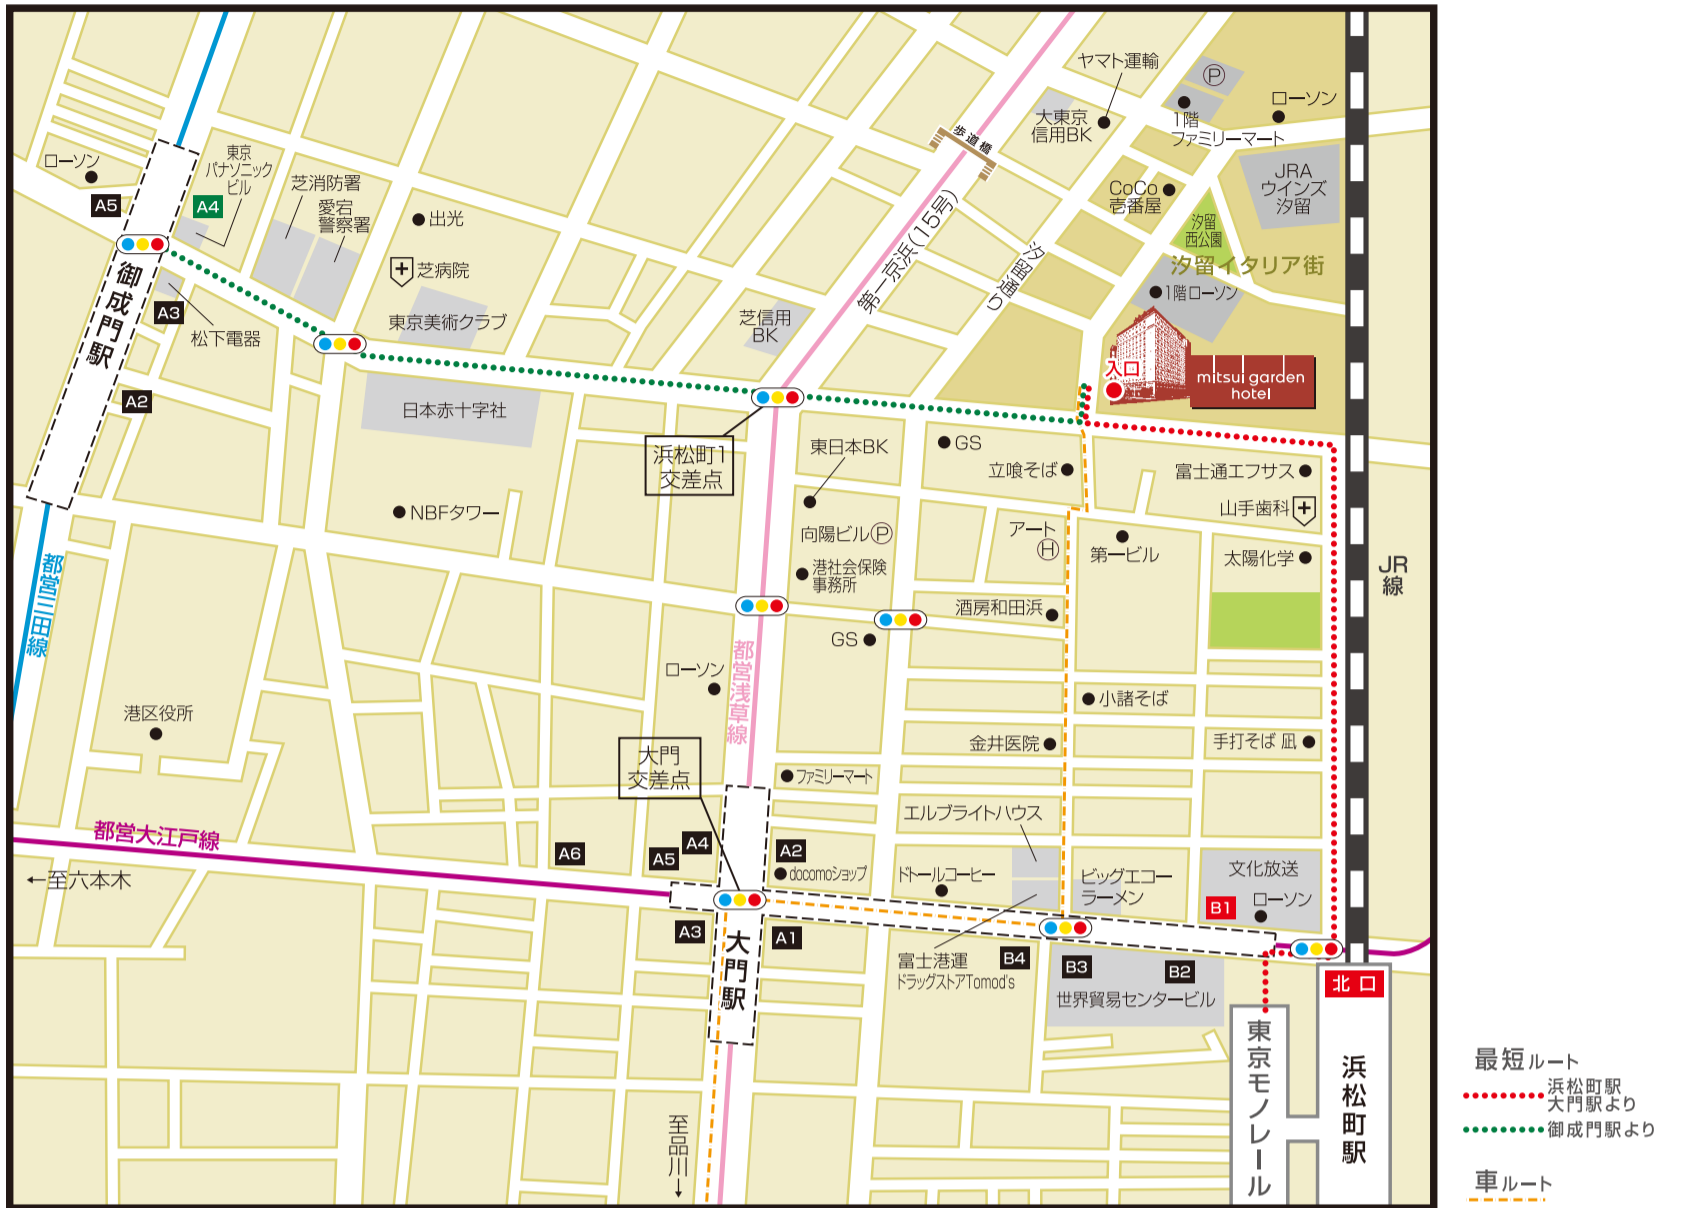 ヤマト運輸
Ⓟ
大東京
信用BK
1階
ファミリーマート
ローソン
歩道橋
JRA
ウインズ
汐留
CoCo
壱番屋
汐留
西公園
汐留イタリア街
1階ローソン
入口
mitsui garden
hotel
第一京浜(15号)
汐留通り
ローソン
A5
東京
パナソニック
ビル
A4
芝消防署
愛宕
警察署
出光
芝病院
東京美術クラブ
芝信用
BK
御成門駅
A3
松下電器
A2
日本赤十字社
浜松町1
交差点
東日本BK
GS
立喰そば
富士通エフサス
山手歯科
NBFタワー
向陽ビルⓅ
アート
Ⓗ
第一ビル
太陽化学
JR
線
港社会保険
事務所
酒房和田浜
GS
都営三田線
都営浅草線
ローソン
小諸そば
港区役所
金井医院
手打そば 凪
大門
交差点
ファミリーマート
エルブライトハウス
都営大江戸線
←至六本木
A6
A5
A4
A2
docomoショップ
ドトールコーヒー
ビッグエコー
ラーメン
文化放送
B1
ローソン
A3
大門駅
A1
富士港運
ドラッグストアTomod's
B4
B3
B2
世界貿易センタービル
北口
東京モノレール
浜松町駅
至品川→
最短ルート
浜松町駅
大門駅より
御成門駅より
車ルート